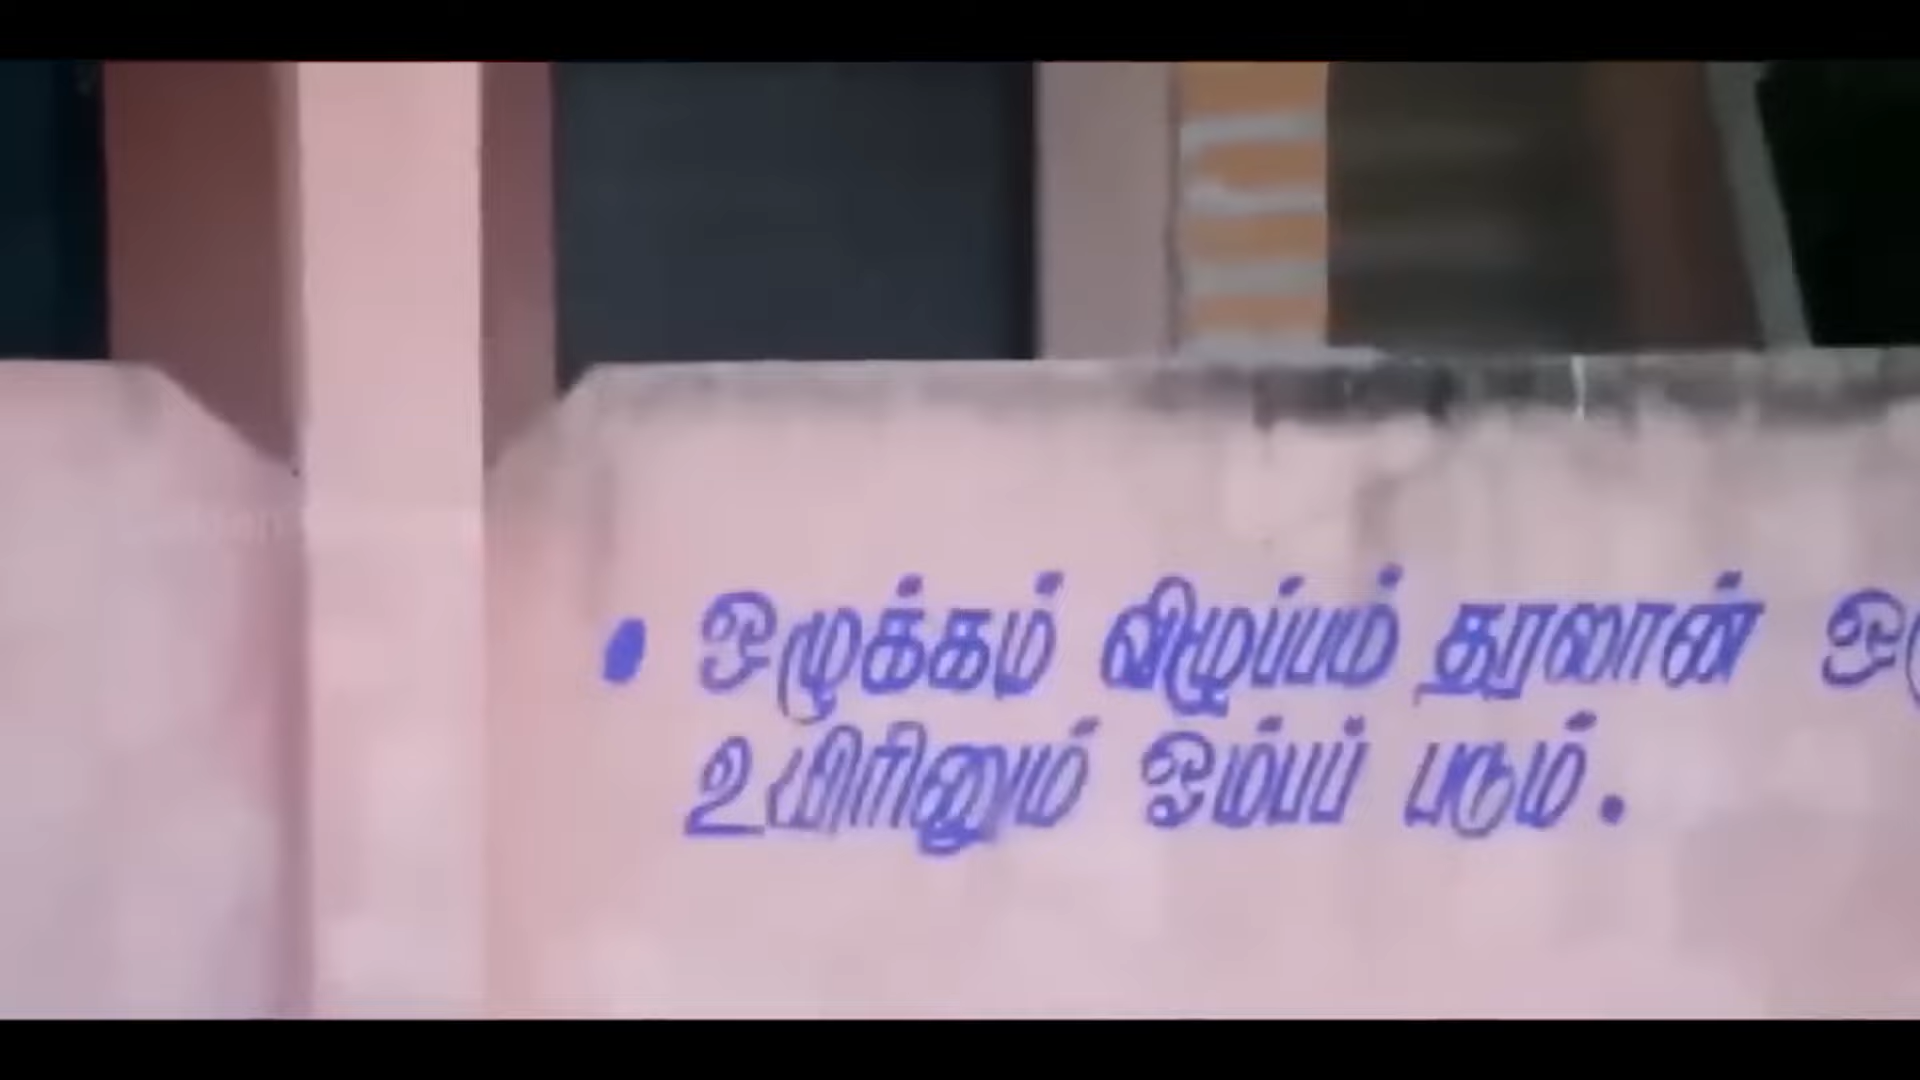 • ஒழுக்கம் விழுப்பம் தரலான்
உயிரினும் ஓம்பப் படும்.